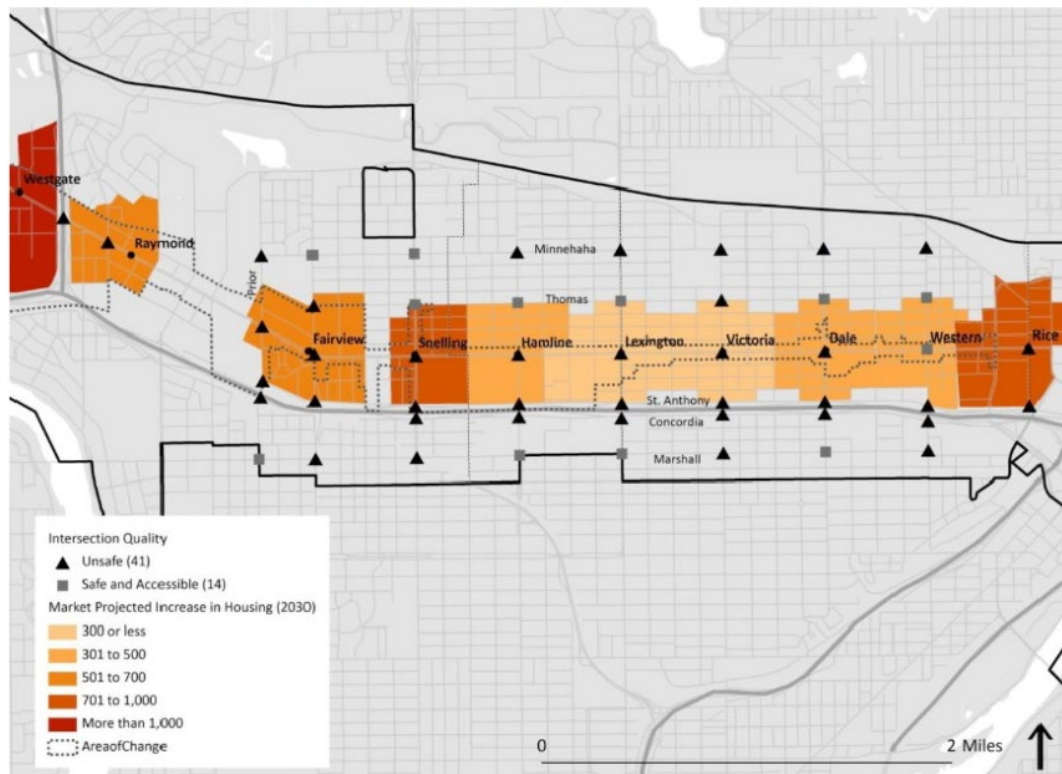 Westgate
Raymond
Minnehaha
Prior
Thomas
Fairview
Snelling
Hamline
Lexington
Victoria
Dale
Western
Rice
St. Anthony
Concordia
Marshall
Intersection Quality
Unsafe (41)
Safe and Accessible (14)
Market Projected Increase in Housing (2030)
300 or less
301 to 500
501 to 700
701 to 1,000
More than 1,000
AreaofChange
0
2 Miles